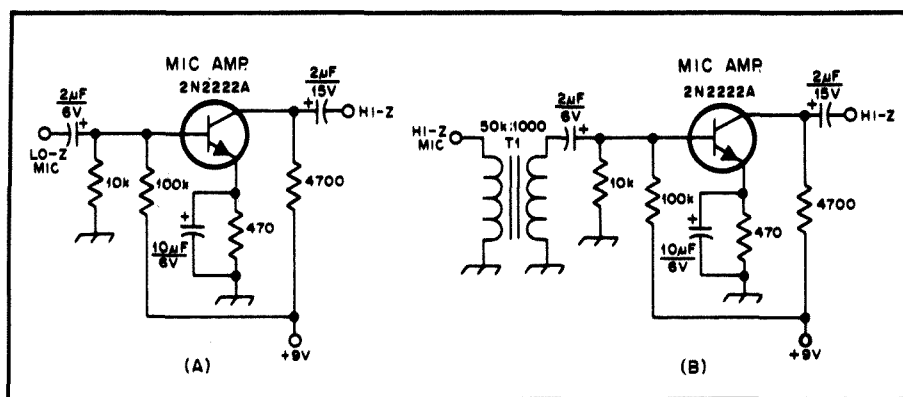 MIC AMP.
2N2222A
2µF
6V
+
LO-Z
MIC
10k
100k
+
10µF
6V
470
4700
2µF
15V
+
HI-Z
+9V
(A)
HI-Z
MIC
50k:1000
T1
2µF
6V
+
MIC AMP.
2N2222A
10k
100k
+
10µF
6V
470
4700
2µF
15V
+
HI-Z
+9V
(B)